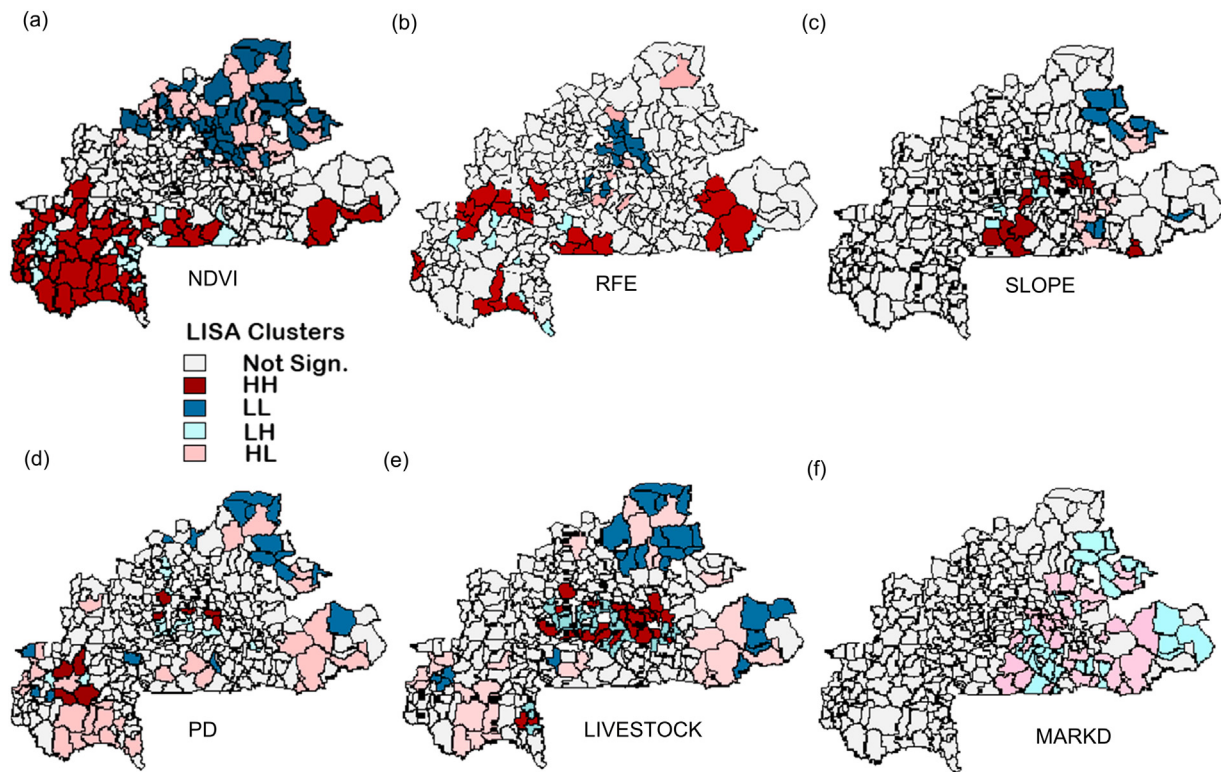 (a)
(b)
(c)
NDVI
RFE
SLOPE
LISA Clusters
Not Sign.
HH
LL
LH
HL
(d)
(e)
(f)
PD
LIVESTOCK
MARKD